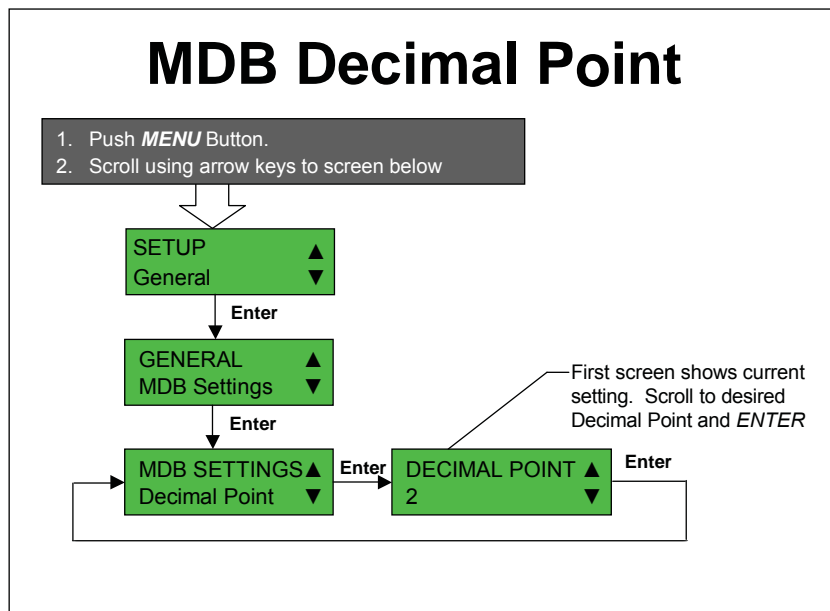 MDB Decimal Point
1. Push MENU Button.
2. Scroll using arrow keys to screen below
SETUP ▲
General ▼
Enter
GENERAL ▲
MDB Settings ▼
Enter
First screen shows current
setting. Scroll to desired
Decimal Point and ENTER
MDB SETTINGS ▲
Decimal Point ▼
Enter
DECIMAL POINT ▲
2 ▼
Enter